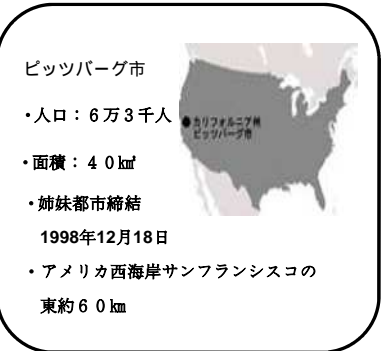 ピッツバーグ市
・人口：６万３千人
● カリフォルニア州
ピッツバーグ市
・面積：４０㎢
・姉妹都市締結
1998年12月18日
・アメリカ西海岸サンフランシスコの
東約６０㎞